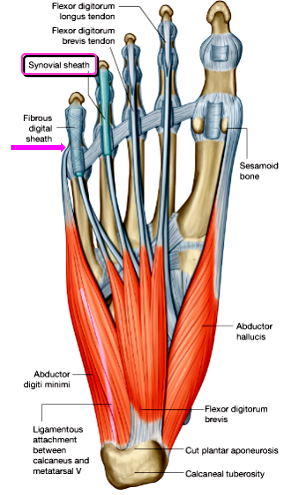 Flexor digitorum
longus tendon
Flexor digitorum
brevis tendon
Synovial sheath
Fibrous
digital
sheath
Sesamoid
bone
Abductor
hallucis
Abductor
digiti minimi
Flexor digitorum
brevis
Ligamentous
attachment
between
calcaneus and
metatarsal V
Cut plantar aponeurosis
Calcaneal tuberosity